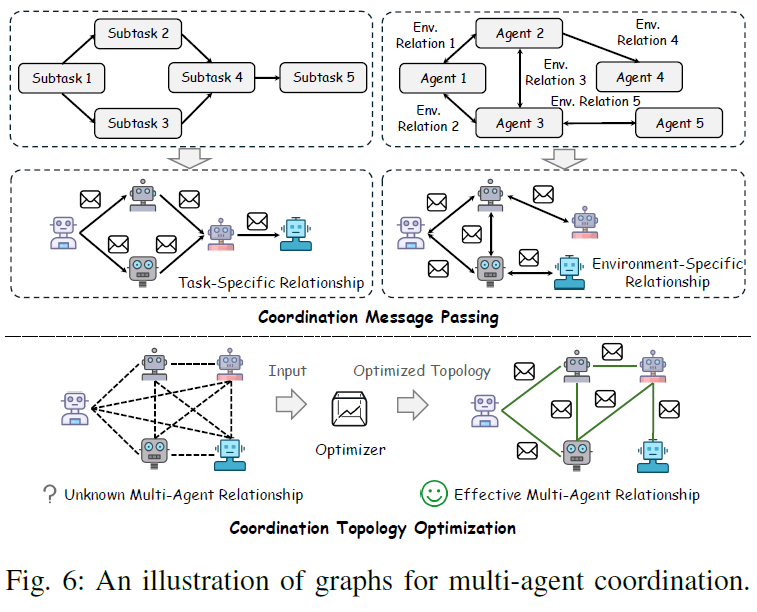 Subtask 2
Subtask 1
Subtask 4
Subtask 5
Subtask 3
Env.
Relation 1
Agent 2
Env.
Relation 4
Agent 1
Env.
Relation 3
Agent 4
Env. Relation 5
Env.
Relation 2
Agent 3
Agent 5
Task-Specific Relationship
Environment-Specific
Relationship
Coordination Message Passing
Input
Optimized Topology
Optimizer
? Unknown Multi-Agent Relationship
Effective Multi-Agent Relationship
Coordination Topology Optimization
Fig. 6: An illustration of graphs for multi-agent coordination.